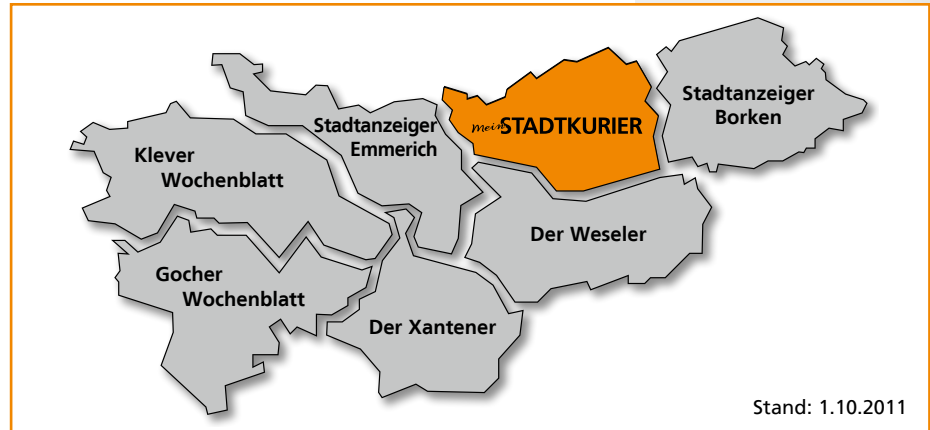 Stadtanzeiger
Borken
mein STADTKURIER
Stadtanzeiger
Emmerich
Klever
Wochenblatt
Der Weseler
Gocher
Wochenblatt
Der Xantener
Stand: 1.10.2011